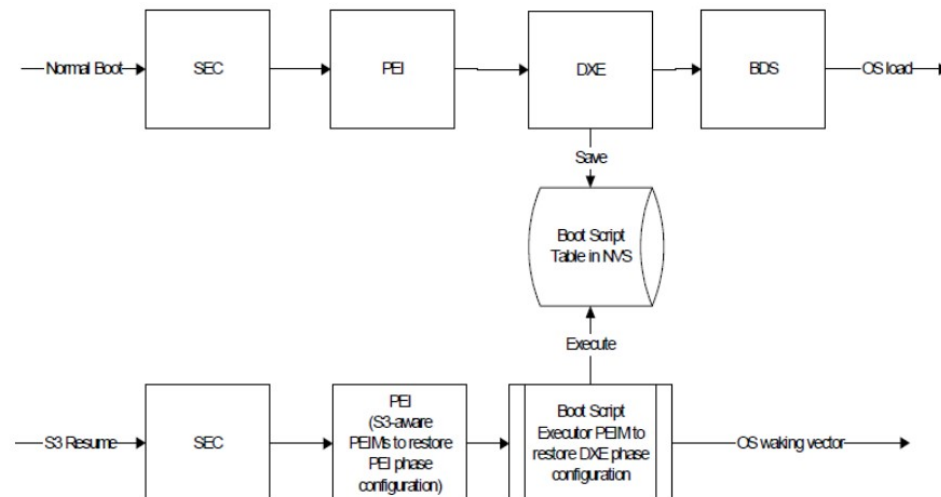 Normal Boot
SEC
PEI
DXE
BDS
OS load
Save
Boot Script
Table in NVS
Execute
S3 Resume
SEC
PEI
(S3-aware
PEIMs to restore
PEI phase
configuration)
Boot Script
Executor PEIM to
restore DXE phase
configuration
OS waking vector